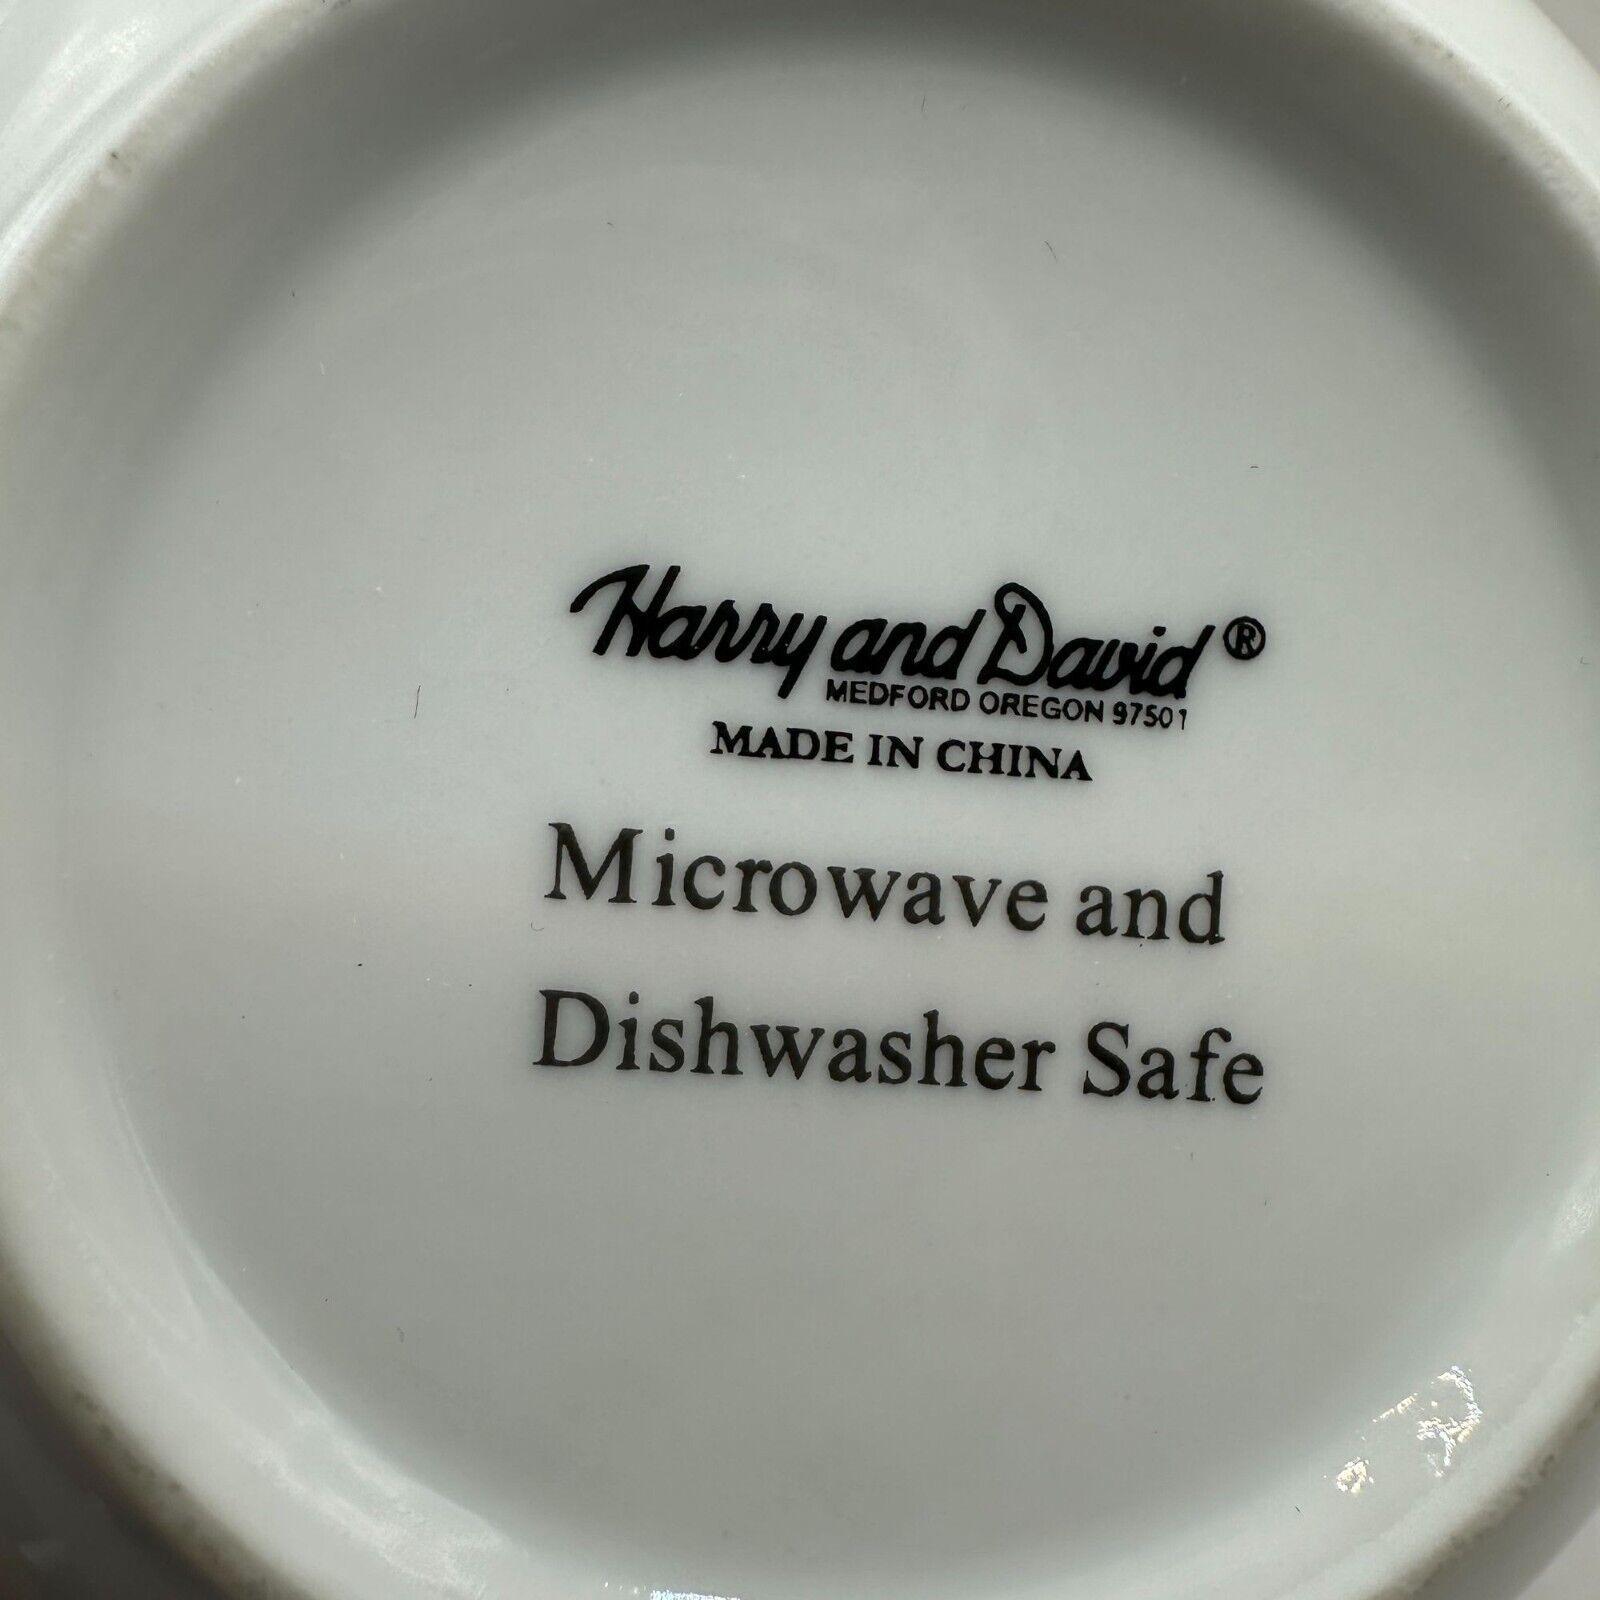 Harry and David ®
MEDFORD OREGON 97501
MADE IN CHINA
Microwave and
Dishwasher Safe